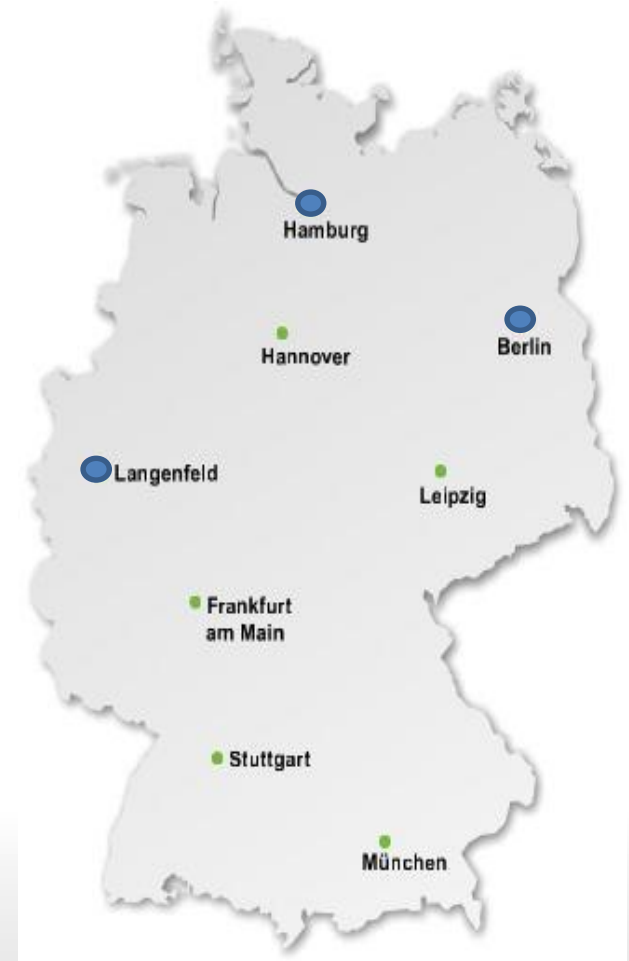 Hamburg
Hannover
Berlin
Langenfeld
Leipzig
Frankfurt
am Main
Stuttgart
München